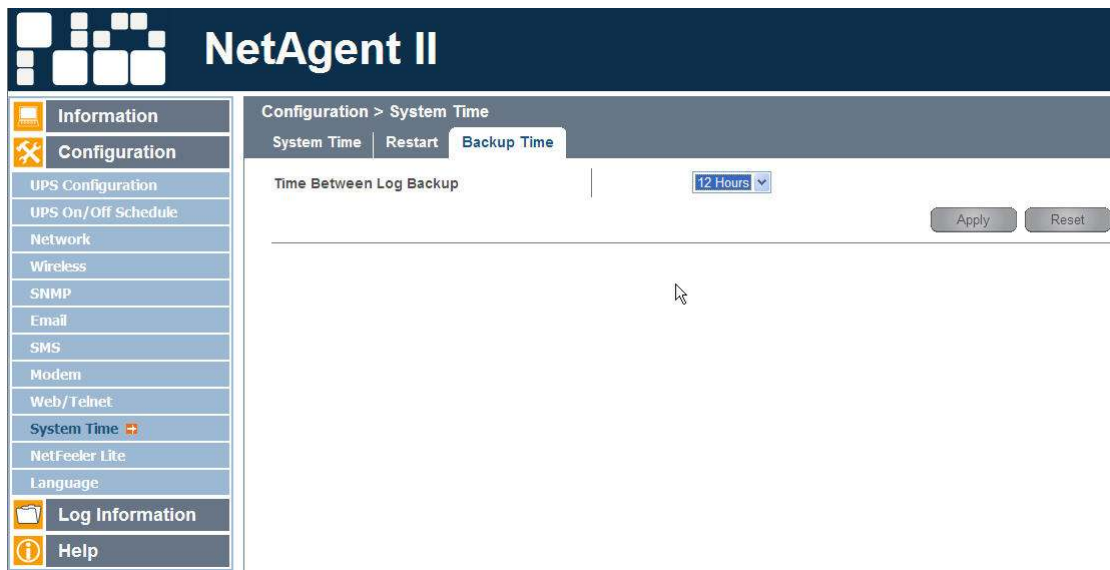 NetAgent II
Information
Configuration
UPS Configuration
UPS On/Off Schedule
Network
Wireless
SNMP
Email
SMS
Modem
Web/Telnet
System Time
NetFeeler Lite
Language
Log Information
Help
Configuration > System Time
System Time Restart Backup Time
Time Between Log Backup 12 Hours
Apply Reset